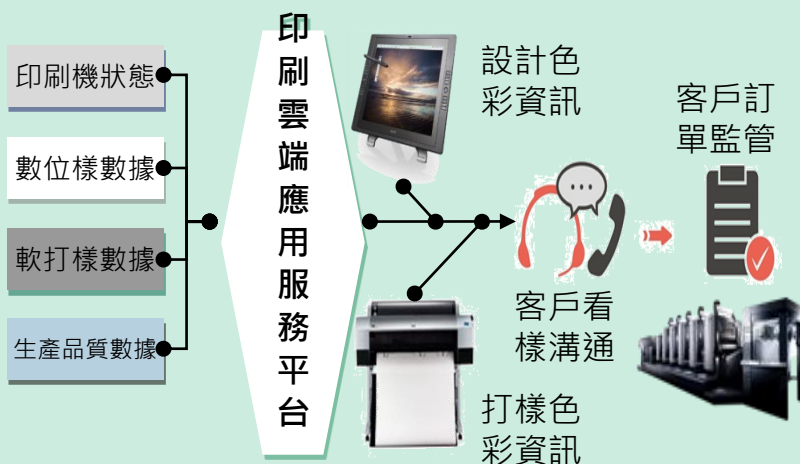 印刷機狀態
數位樣數據
軟打樣數據
生產品質數據
印刷雲端應用服務平台
設計色
彩資訊
打樣色
彩資訊
客戶看
樣溝通
客戶訂
單監管